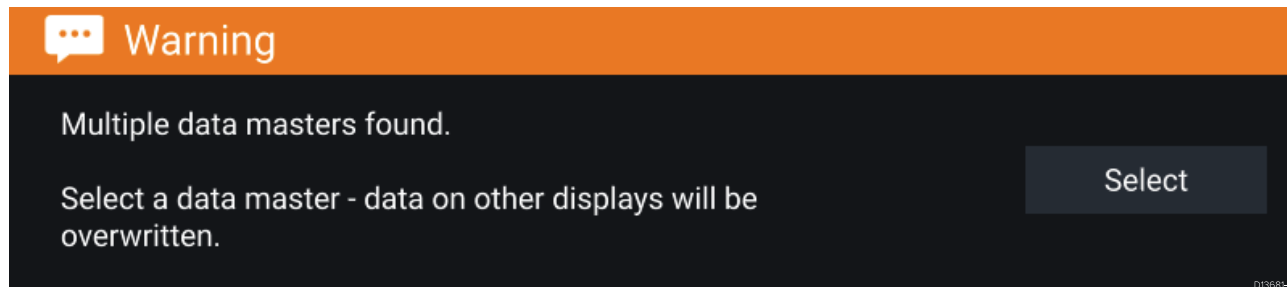 Warning
Multiple data masters found.
Select a data master - data on other displays will be
overwritten.
Select